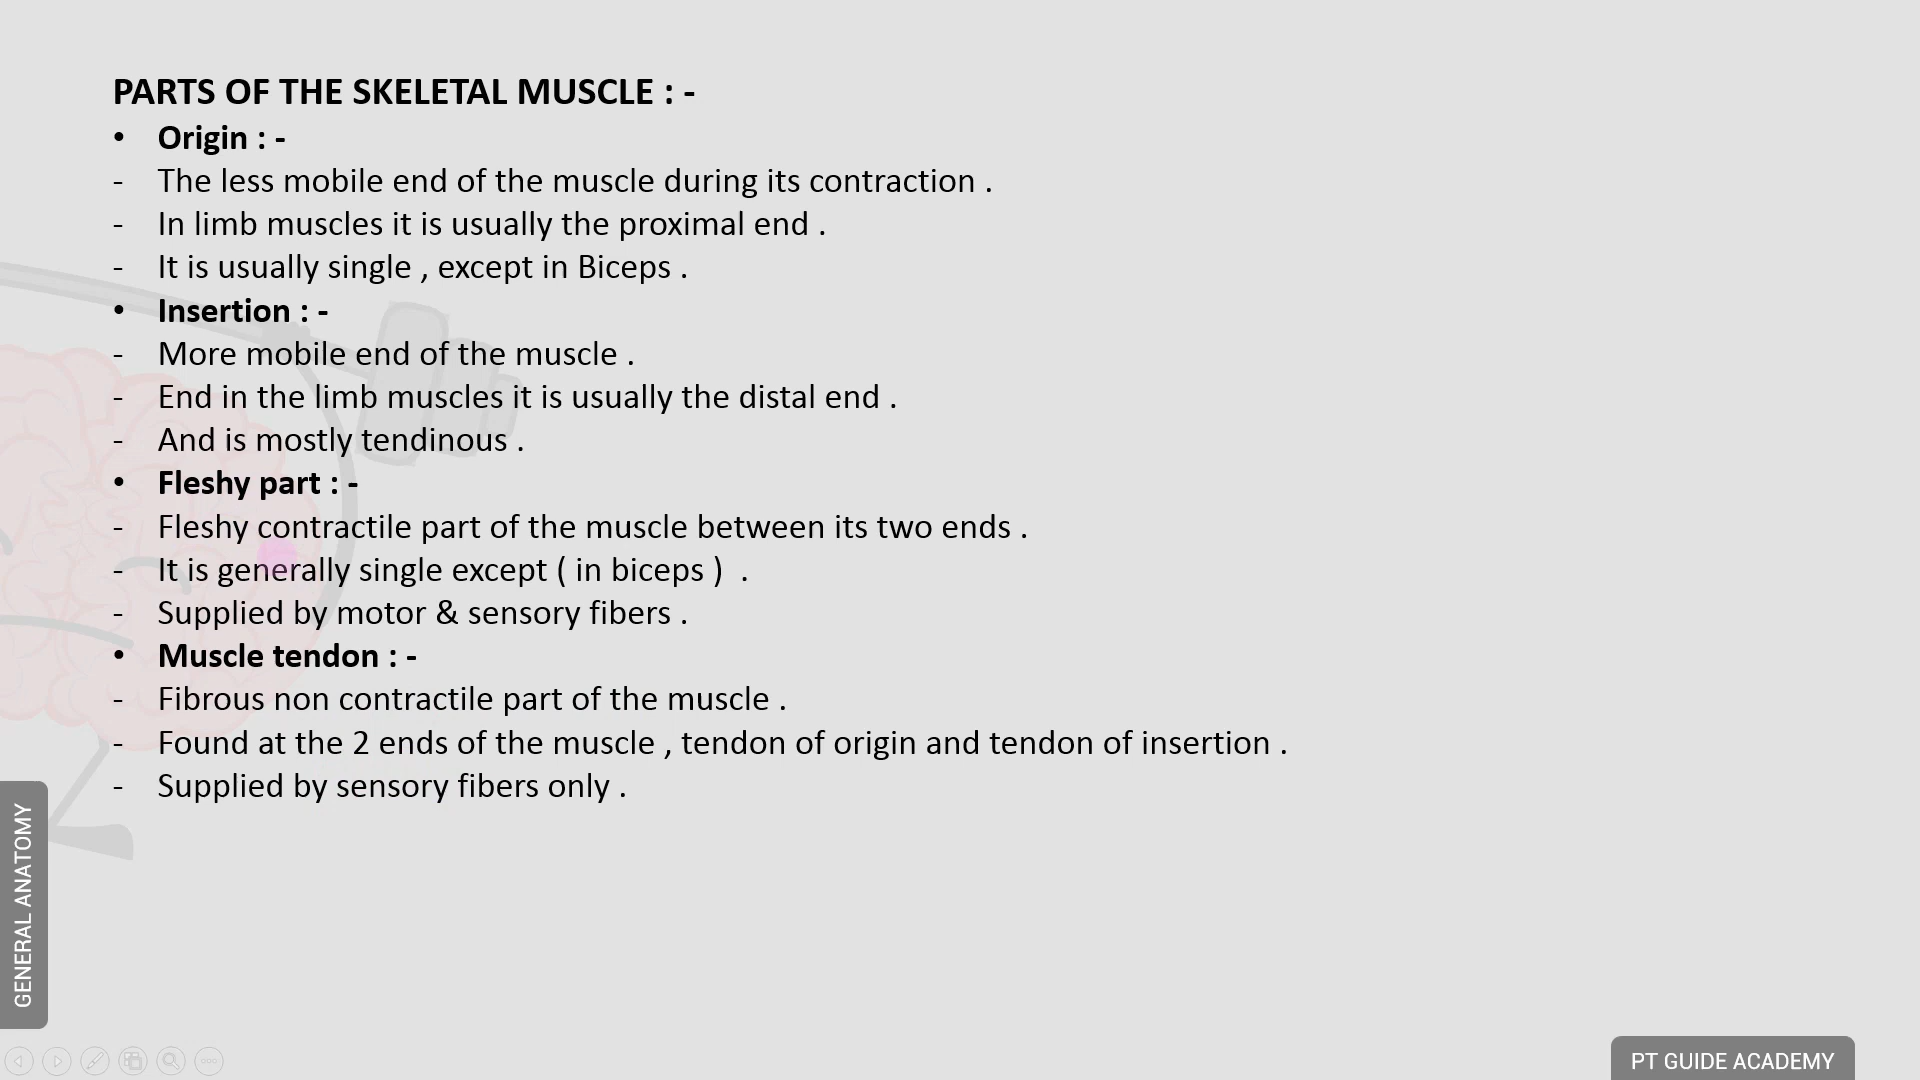 PARTS OF THE SKELETAL MUSCLE : -
• Origin : -
- The less mobile end of the muscle during its contraction .
- In limb muscles it is usually the proximal end .
- It is usually single , except in Biceps .
• Insertion : -
- More mobile end of the muscle .
- End in the limb muscles it is usually the distal end .
- And is mostly tendinous .
• Fleshy part : -
- Fleshy contractile part of the muscle between its two ends .
- It is generally single except ( in biceps ) .
- Supplied by motor & sensory fibers .
• Muscle tendon : -
- Fibrous non contractile part of the muscle .
- Found at the 2 ends of the muscle , tendon of origin and tendon of insertion .
- Supplied by sensory fibers only .
GENERAL ANATOMY
PT GUIDE ACADEMY